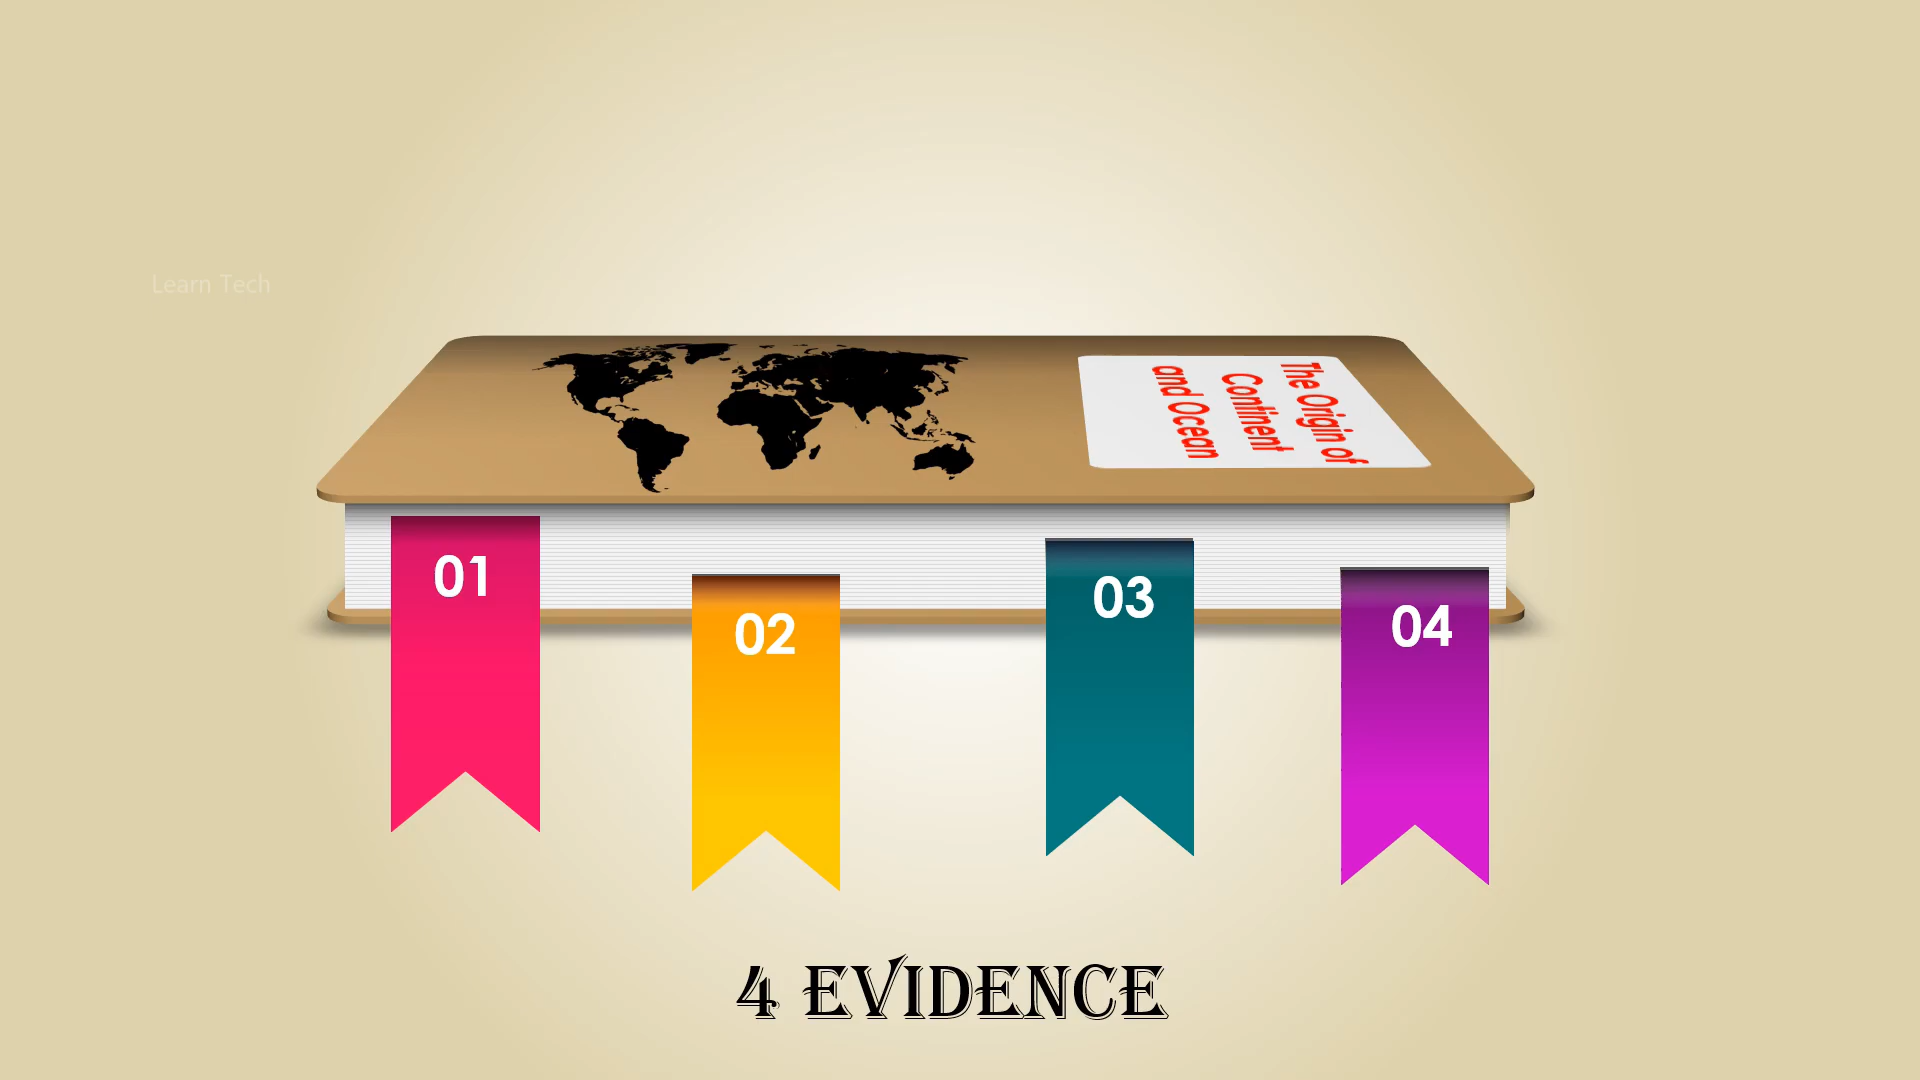 Learn Tech
The Origin of
Continent
and Ocean
01
02
03
04
4 EVIDENCE